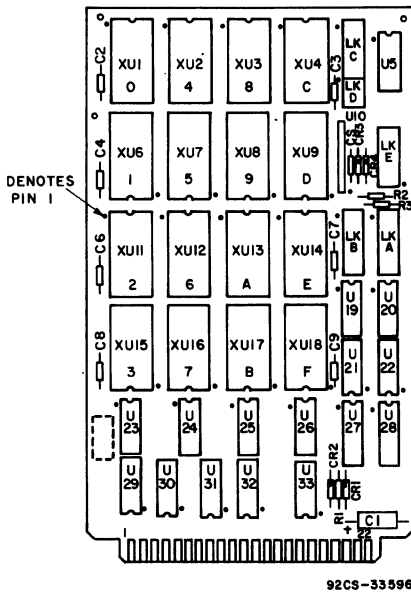 C2
XU1
0
XU2
4
XU3
8
XU4
C
C3
LK
C
LK
D
U5
C4
XU6
1
XU7
5
XU8
9
XU9
D
U10
C5
CR3
CR4
LK
E
R2
R3
DENOTES
PIN 1
C6
XU11
2
XU12
6
XU13
A
XU14
E
C7
LK
B
LK
A
U
19
U
20
C8
XU15
3
XU16
7
XU17
B
XU18
F
C9
U
21
U
22
U
23
U
24
U
25
U
26
U
27
U
28
U
29
U
30
U
31
U
32
U
33
CR2
CR1
R1
+
C1
1
22
92CS-33596